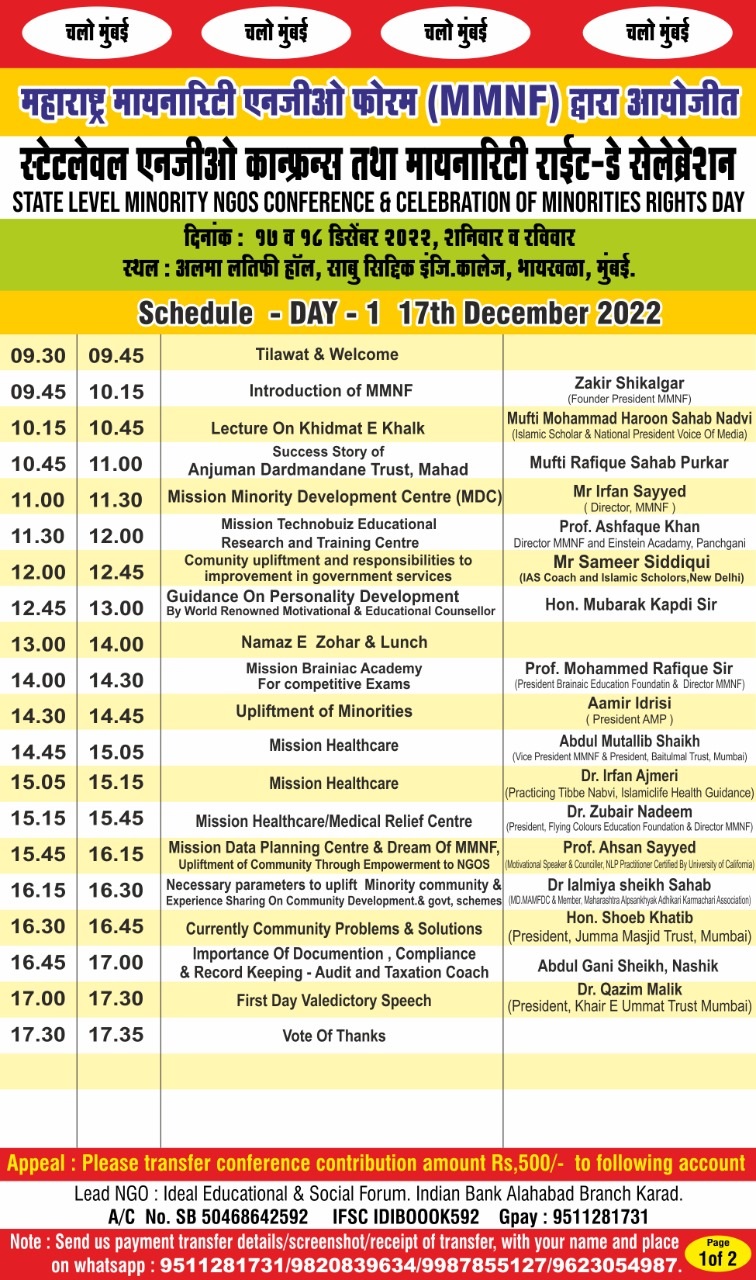 चलो मुंबई चलो मुंबई चलो मुंबई चलो मुंबई
महाराष्ट्र मायनारिटी एनजीओ फोरम (MMNF) द्वारा आयोजीत
स्टेटलेवल एनजीओ कान्फ्रन्स तथा मायनारिटी राईट-डे सेलेब्रेशन
STATE LEVEL MINORITY NGOS CONFERENCE & CELEBRATION OF MINORITIES RIGHTS DAY
दिनांक : १७ व १८ डिसेंबर २०२२, शनिवार व रविवार
स्थल : अलमा लतिफी हॉल, साबु सिद्दिक इंजि.कालेज, भायखळा, मुंबई.
Schedule - DAY - 1 17th December 2022
09.30 09.45 Tilawat & Welcome
09.45 10.15 Introduction of MMNF Zakir Shikalgar
(Founder President MMNF)
10.15 10.45 Lecture On Khidmat E Khalk Mufti Mohammad Haroon Sahab Nadvi
(Islamic Scholar & National President Voice Of Media)
10.45 11.00 Success Story of
Anjuman Dardmandane Trust, Mahad Mufti Rafique Sahab Purkar
11.00 11.30 Mission Minority Development Centre (MDC) Mr Irfan Sayyed
( Director, MMNF )
11.30 12.00 Mission Technobuiz Educational
Research and Training Centre Prof. Ashfaque Khan
Director MMNF and Einstein Acadamy, Panchgani
12.00 12.45 Comunity upliftment and responsibilities to
improvement in government services Mr Sameer Siddiqui
(IAS Coach and Islamic Scholors,New Delhi)
12.45 13.00 Guidance On Personality Development
By World Renowned Motivational & Educational Counsellor Hon. Mubarak Kapdi Sir
13.00 14.00 Namaz E Zohar & Lunch
14.00 14.30 Mission Brainiac Academy
For competitive Exams Prof. Mohammed Rafique Sir
(President Brainaic Education Foundatin & Director MMNF)
14.30 14.45 Upliftment of Minorities Aamir Idrisi
( President AMP )
14.45 15.05 Mission Healthcare Abdul Mutallib Shaikh
(Vice President MMNF & President, Baitulmal Trust, Mumbai)
15.05 15.15 Mission Healthcare Dr. Irfan Ajmeri
(Practicing Tibbe Nabvi, Islamiclife Health Guidance)
15.15 15.45 Mission Healthcare/Medical Relief Centre Dr. Zubair Nadeem
(President, Flying Colours Education Foundation & Director MMNF)
15.45 16.15 Mission Data Planning Centre & Dream Of MMNF,
Upliftment of Community Through Empowerment to NGOS Prof. Ahsan Sayyed
(Motivational Speaker & Counciller, NLP Practitioner Certified By University of California)
16.15 16.30 Necessary parameters to uplift Minority community &
Experience Sharing On Community Development.& govt, schemes Dr lalmiya sheikh Sahab
(MD.MAMFDC & Member, Maharashtra Alpsankhyak Adhikari Karmachari Association)
16.30 16.45 Currently Community Problems & Solutions Hon. Shoeb Khatib
(President, Jumma Masjid Trust, Mumbai)
16.45 17.00 Importance Of Documention , Compliance
& Record Keeping - Audit and Taxation Coach Abdul Gani Sheikh, Nashik
17.00 17.30 First Day Valedictory Speech Dr. Qazim Malik
(President, Khair E Ummat Trust Mumbai)
17.30 17.35 Vote Of Thanks
Appeal : Please transfer conference contribution amount Rs,500/- to following account
Lead NGO : Ideal Educational & Social Forum. Indian Bank Alahabad Branch Karad.
A/C No. SB 50468642592 IFSC IDIBOOOK592 Gpay : 9511281731
Note : Send us payment transfer details/screenshot/receipt of transfer, with your name and place
on whatsapp : 9511281731/9820839634/9987855127/9623054987.
Page
1of 2